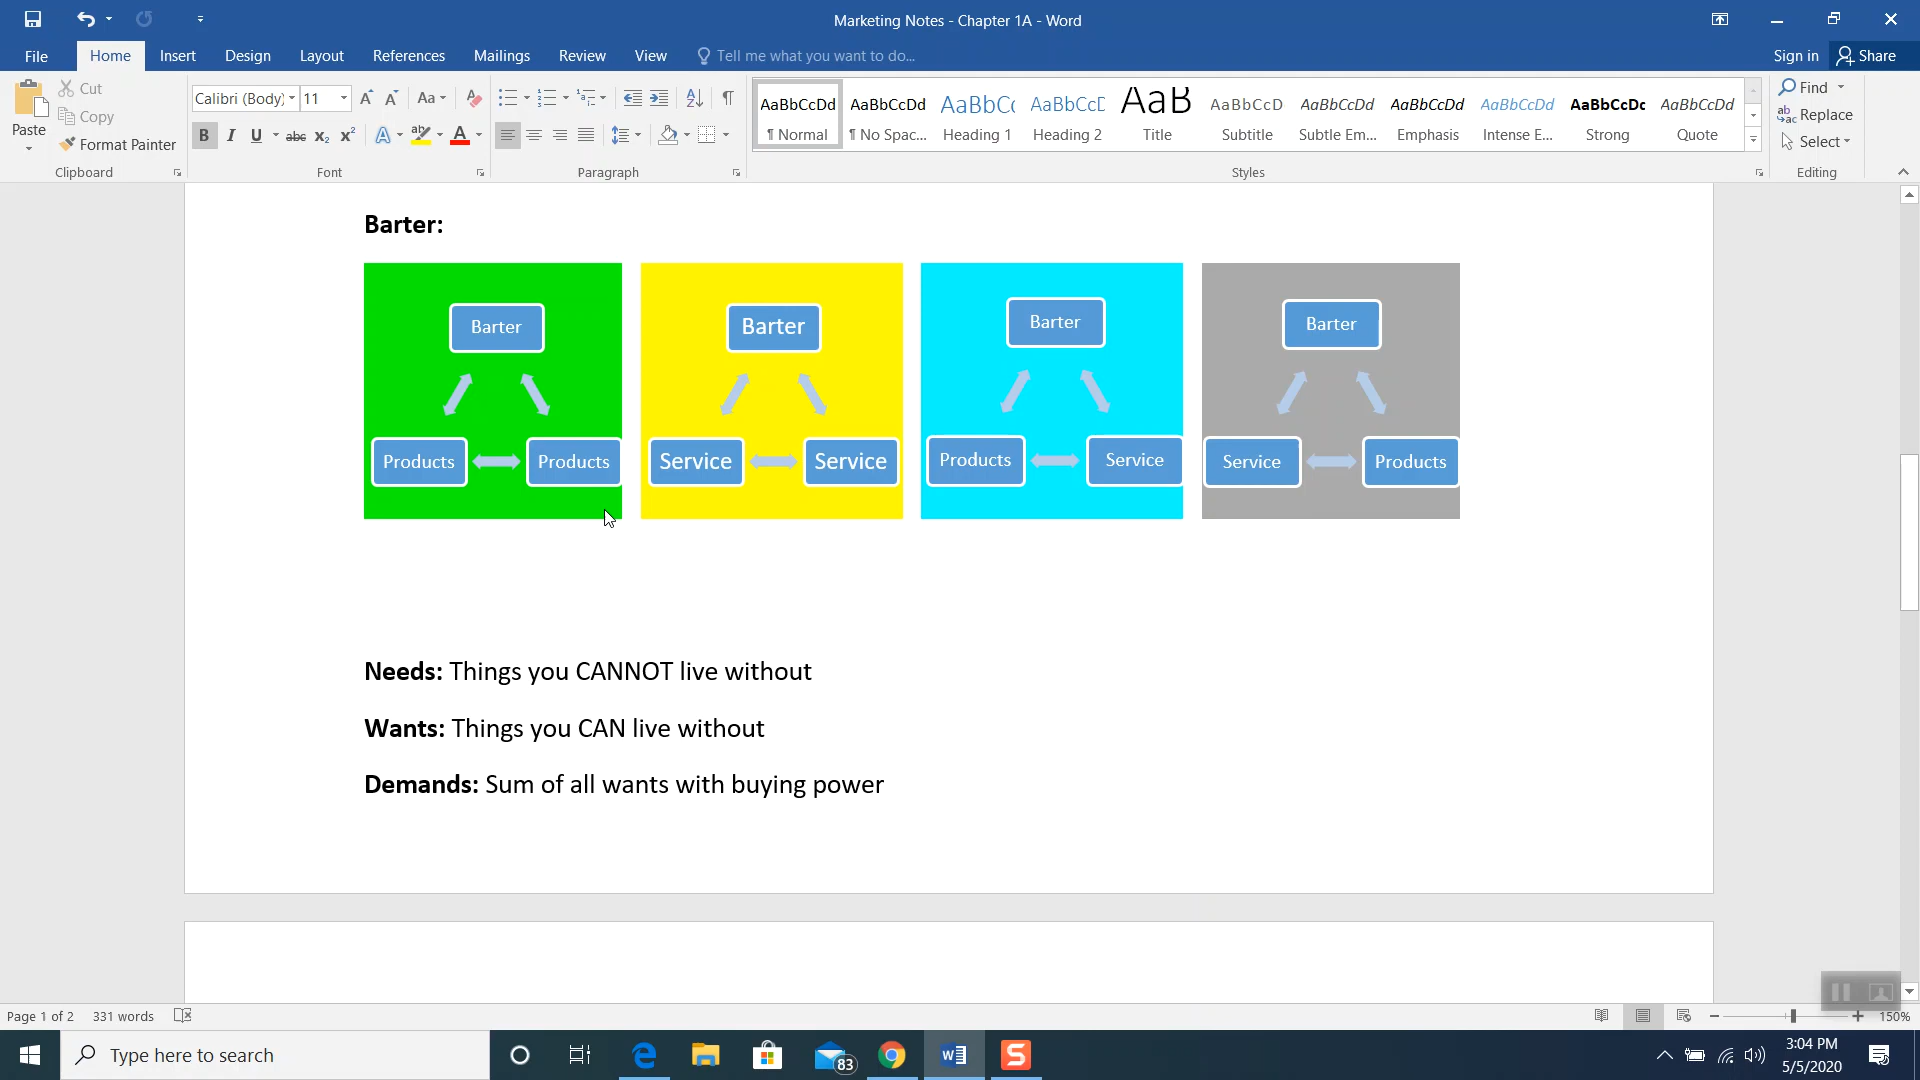 Marketing Notes - Chapter 1A - Word
File Home Insert Design Layout References Mailings Review View Tell me what you want to do... Sign in Share
Paste
Cut
Copy
Format Painter
Clipboard
Calibri (Body) 11
Font
Paragraph
AaBbCcDd AaBbCcDd AaBbCc AaBbCcD AaB AaBbCcD AaBbCcDd AaBbCcDd AaBbCcDd AaBbCcDc AaBbCcDd
¶ Normal ¶ No Spac... Heading 1 Heading 2 Title Subtitle Subtle Em... Emphasis Intense E... Strong Quote
Styles
Find
Replace
Select
Editing
Barter:
Barter
Products Products
Barter
Service Service
Barter
Products Service
Barter
Service Products
Needs: Things you CANNOT live without
Wants: Things you CAN live without
Demands: Sum of all wants with buying power
Page 1 of 2 331 words 150%
Type here to search
83
3:04 PM
5/5/2020